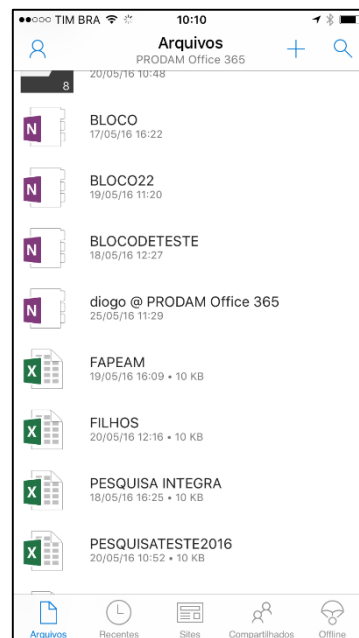 TIM BRA 10:10
Arquivos
PRODAM Office 365
20/05/16 10:48
8
BLOCO
17/05/16 16:22
BLOCO22
19/05/16 11:20
BLOCODETESTE
18/05/16 12:27
diogo @ PRODAM Office 365
25/05/16 11:29
FAPEAM
19/05/16 16:09 • 10 KB
FILHOS
20/05/16 12:16 • 10 KB
PESQUISA INTEGRA
18/05/16 16:25 • 10 KB
PESQUISATESTE2016
20/05/16 10:52 • 10 KB
Arquivos Recentes Sites Compartilhados Offline